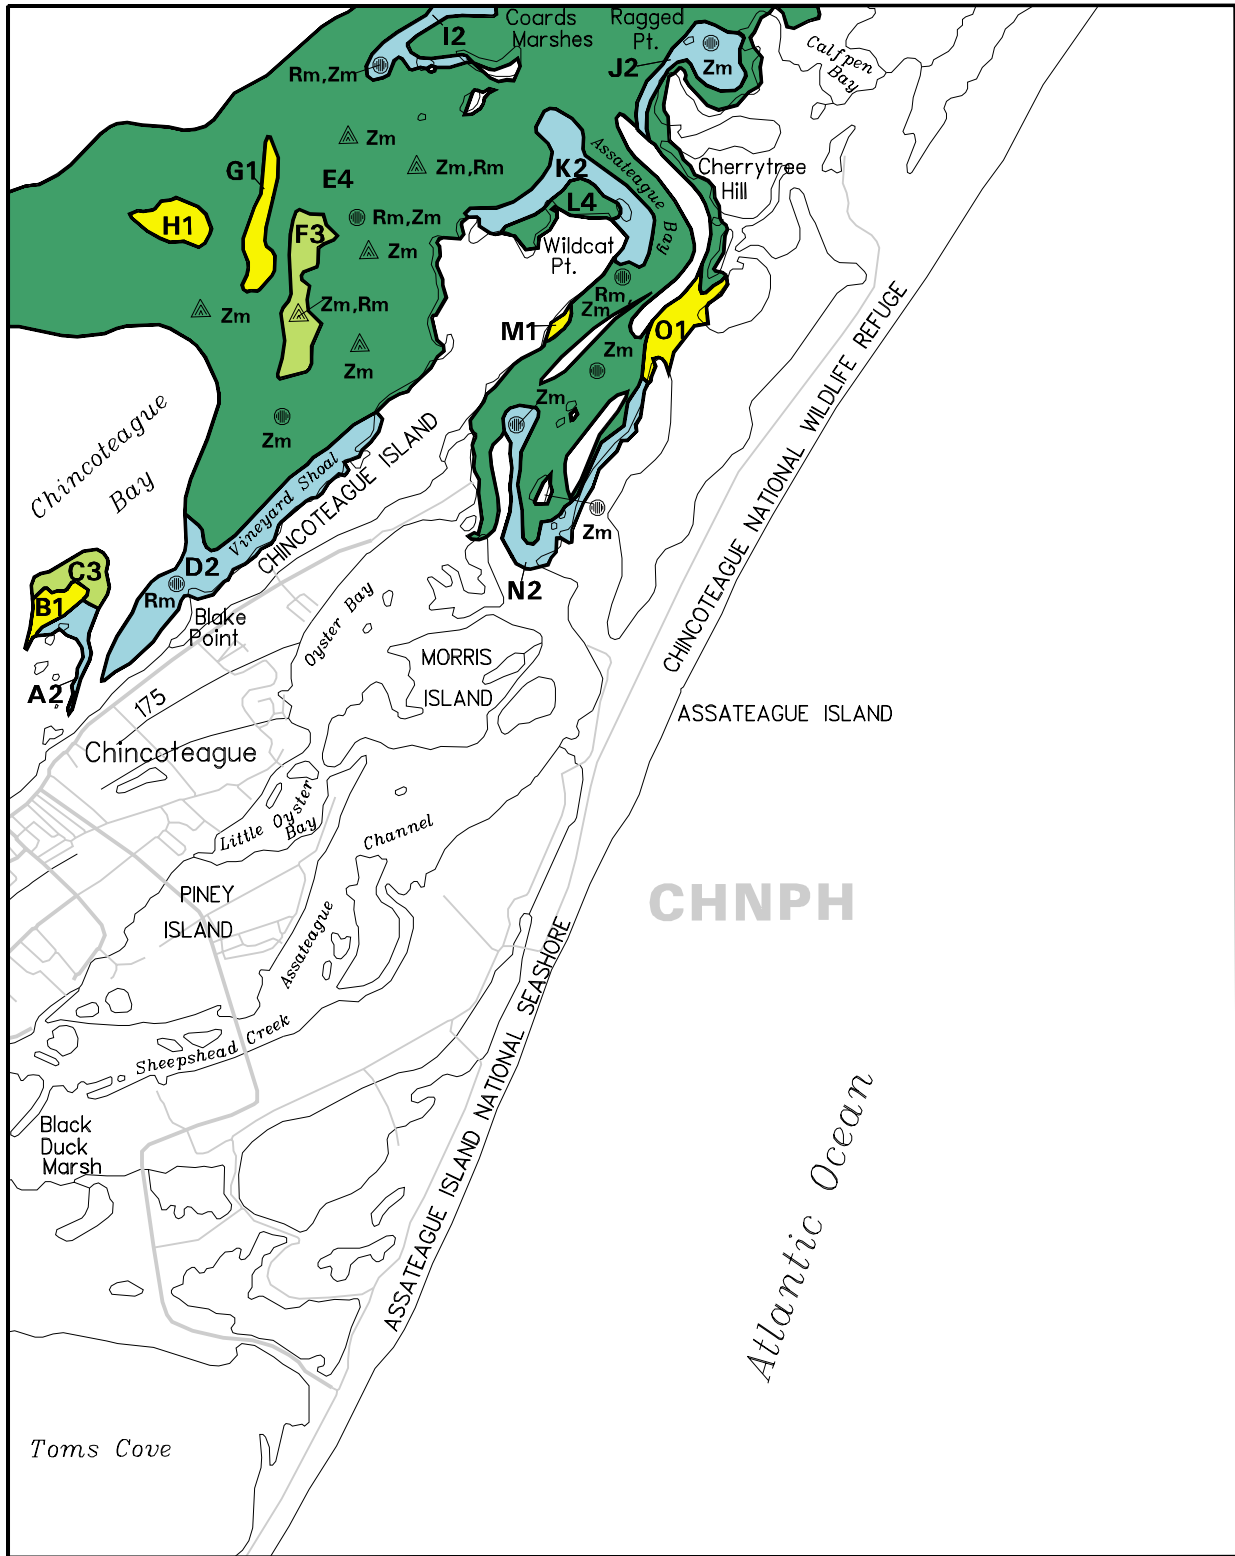 Coards
Marshes
Ragged
Pt.
I2
J2
Calfpen
Bay
Rm,Zm
Zm
Zm
Zm,Rm
G1
E4
K2
Assateague
Bay
Cherrytree
Hill
L4
H1
F3
Rm,Zm
Zm
Wildcat
Pt.
Rm,
Zm
Zm,Rm
Zm
M1
O1
Zm
Zm
Zm
Zm
Chincoteague
Bay
Vineyard Shoal
CHINCOTEAGUE ISLAND
CHINCOTEAGUE NATIONAL WILDLIFE REFUGE
Zm
C3
B1
D2
Rm
N2
Blake
Point
Oyster Bay
A2
175
MORRIS
ISLAND
ASSATEAGUE ISLAND
Chincoteague
Little Oyster
Bay
Assateague
Channel
PINEY
ISLAND
CHNPH
Sheepshead Creek
ASSATEAGUE ISLAND NATIONAL SEASHORE
Black
Duck
Marsh
Atlantic Ocean
Toms Cove